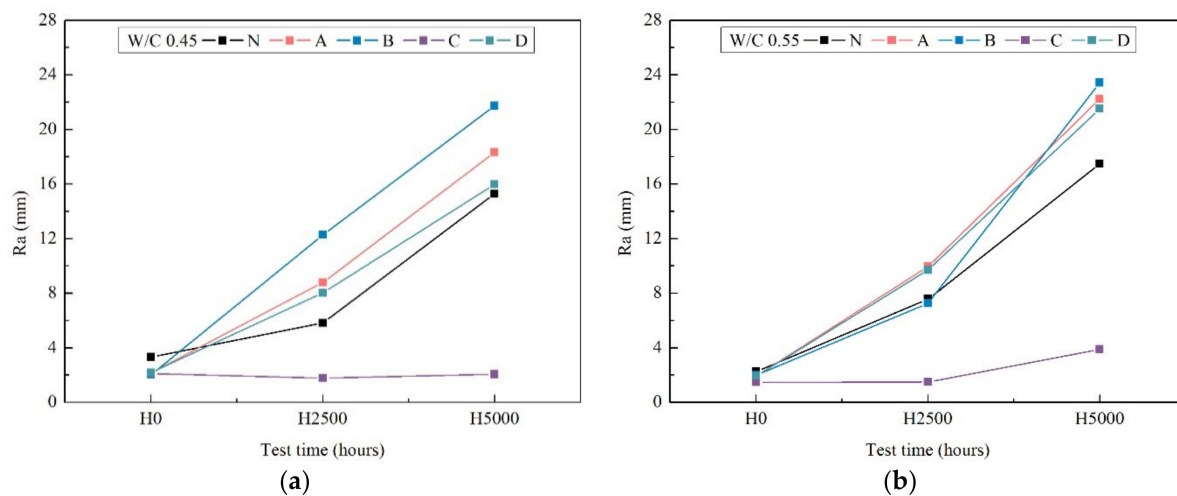 28
24
20
16
12
8
4
0
Ra (mm)
W/C 0.45 N A B C D
H0 H2500 H5000
Test time (hours)
(a)
28
24
20
16
12
8
4
0
Ra (mm)
W/C 0.55 N A B C D
H0 H2500 H5000
Test time (hours)
(b)